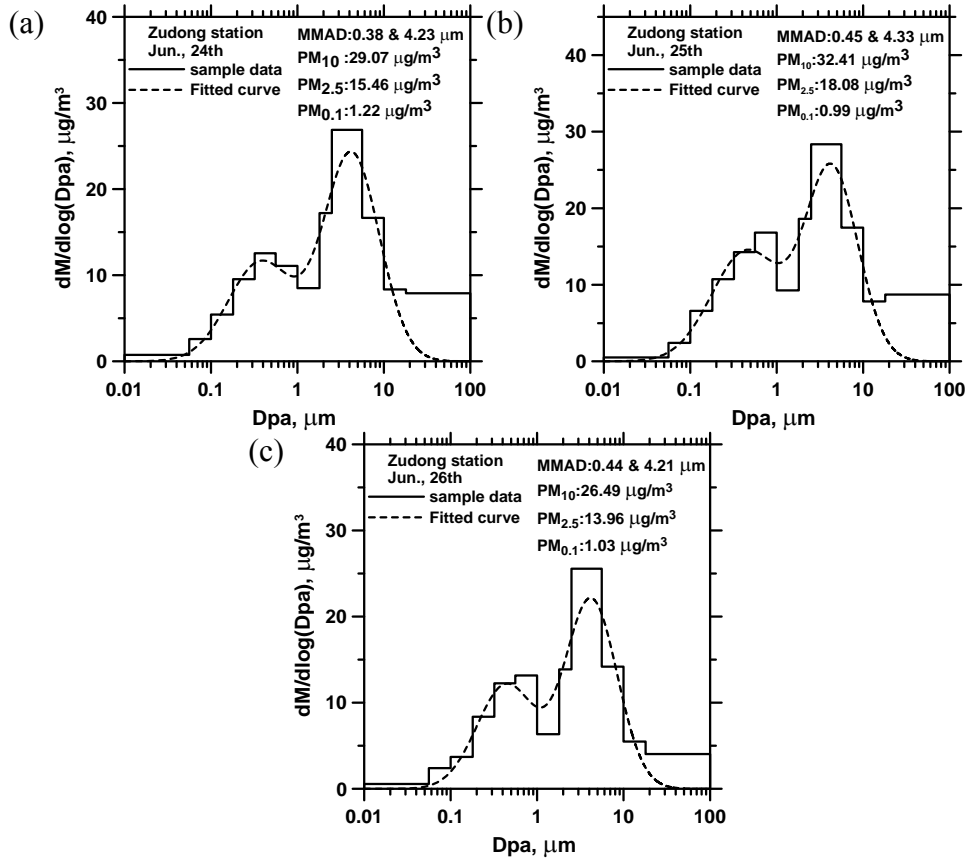 (a)
40
30
20
10
0
dM/dlog(Dpa), μg/m³
Zudong station
Jun., 24th
sample data
Fitted curve
MMAD:0.38 & 4.23 μm
PM10 :29.07 μg/m³
PM2.5:15.46 μg/m³
PM0.1:1.22 μg/m³
0.01 0.1 1 10 100
Dpa, μm
(b)
40
30
20
10
0
dM/dlog(Dpa), μg/m³
Zudong station
Jun., 25th
sample data
Fitted curve
MMAD:0.45 & 4.33 μm
PM10:32.41 μg/m³
PM2.5:18.08 μg/m³
PM0.1:0.99 μg/m³
0.01 0.1 1 10 100
Dpa, μm
(c)
40
30
20
10
0
dM/dlog(Dpa), μg/m³
Zudong station
Jun., 26th
sample data
Fitted curve
MMAD:0.44 & 4.21 μm
PM10:26.49 μg/m³
PM2.5:13.96 μg/m³
PM0.1:1.03 μg/m³
0.01 0.1 1 10 100
Dpa, μm